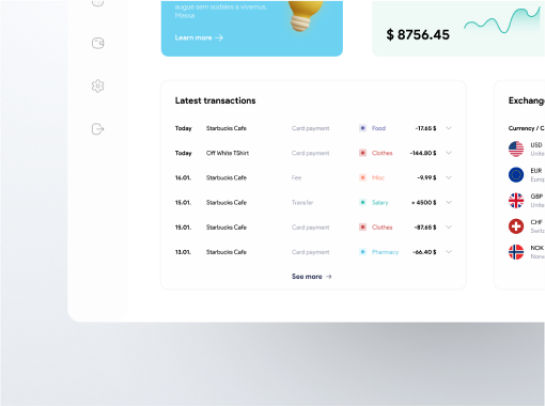 augue sem sodales a vivamus
Massa
Learn more →
$ 8756.45
Latest transactions
Today Starbucks Cafe Card payment Food -17.65 $
Today Off White TShirt Card payment Clothes -144.80 $
16.01. Starbucks Cafe Fee Misc -9.99 $
15.01. Starbucks Cafe Transfer Salary + 4500 $
15.01. Starbucks Cafe Card payment Clothes -87.65 $
13.01. Starbucks Cafe Card payment Pharmacy -66.40 $
See more →
Exchang
Currency / C
USD
Unite
EUR
Europ
GBP
Unite
CHF
Switz
NOK